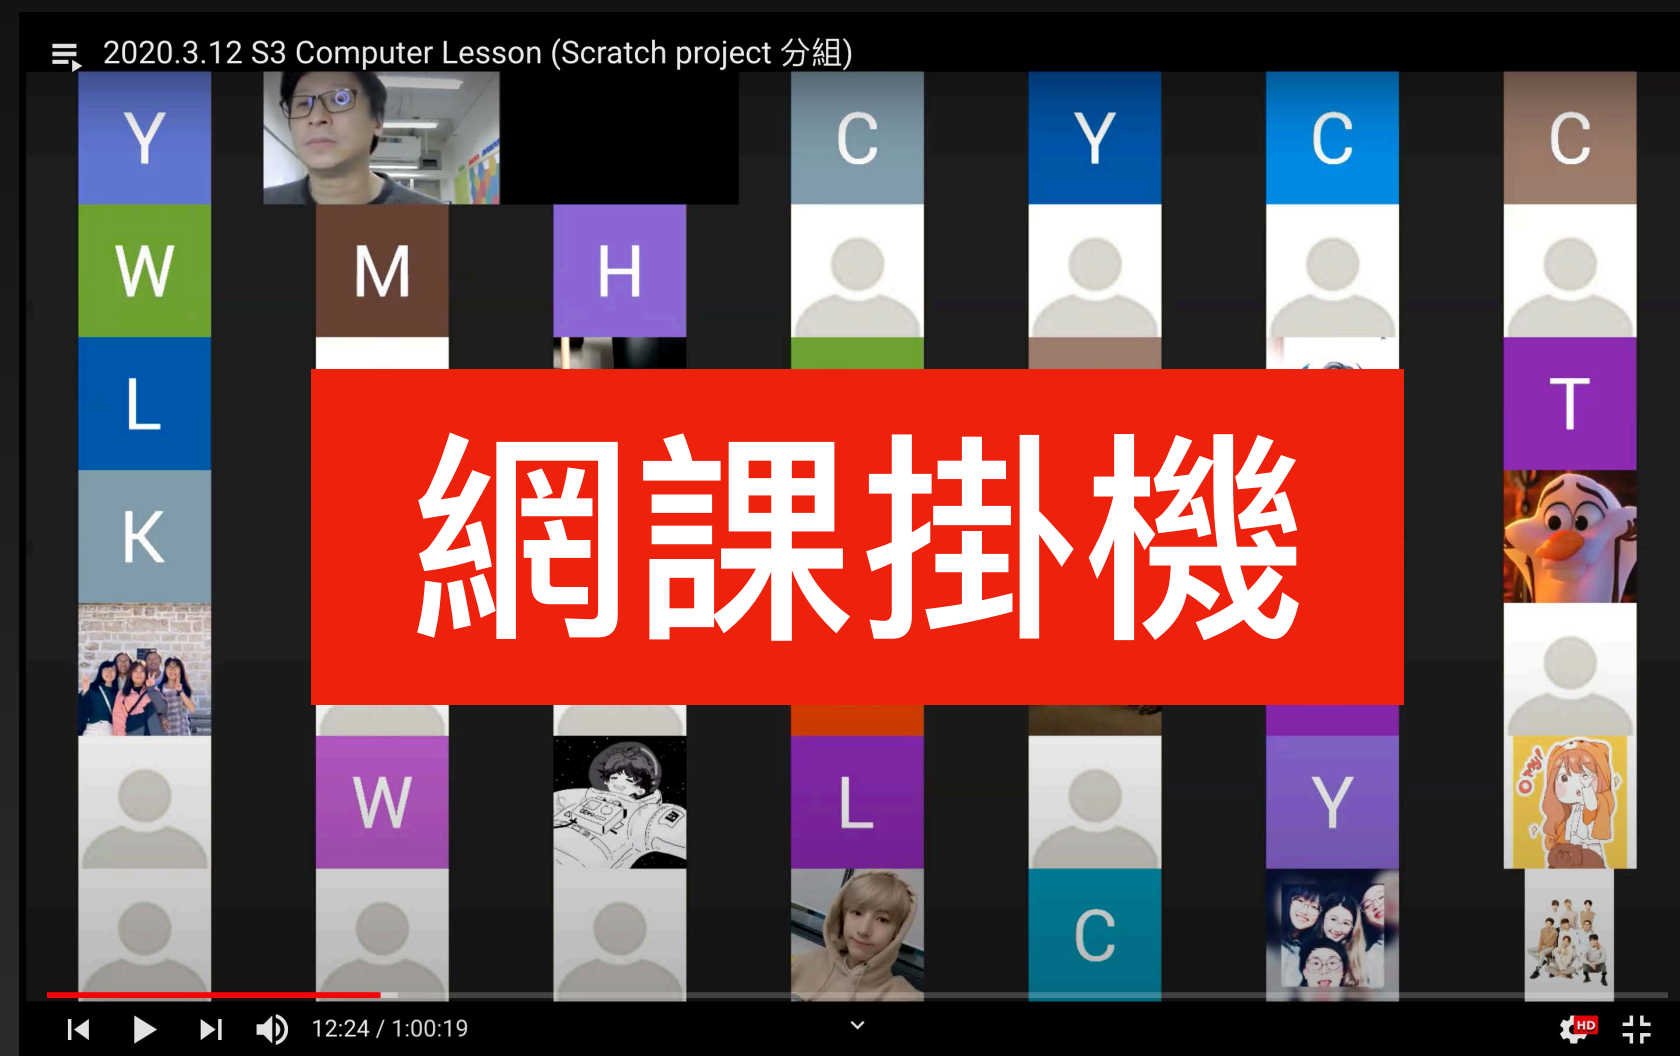 2020.3.12 S3 Computer Lesson (Scratch project 分組)
Y
C
Y
C
C
W
M
H
L
T
網課掛機
K
W
L
Y
C
12:24 / 1:00:19
HD